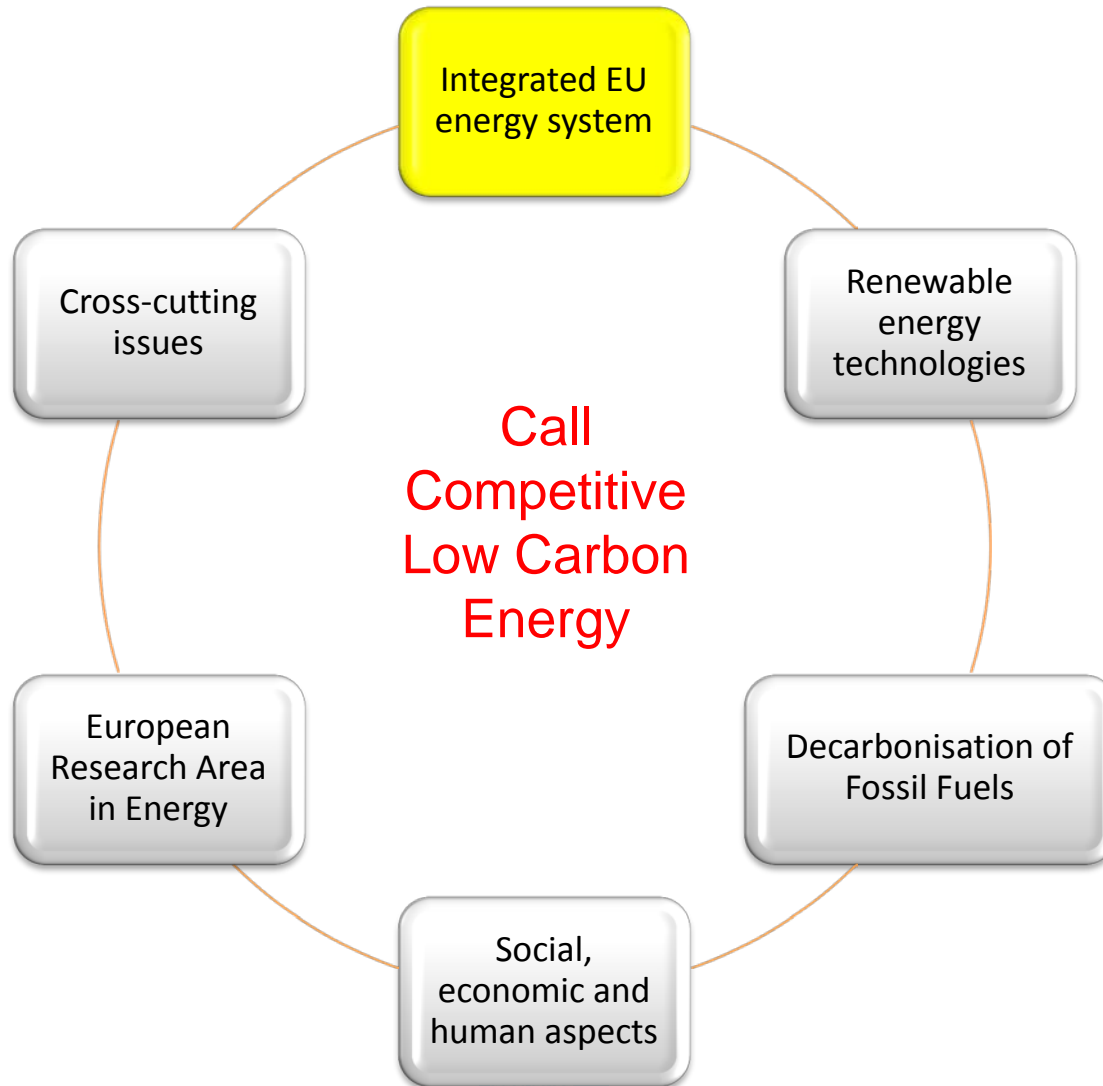 Integrated EU
energy system
Renewable
energy
technologies
Decarbonisation of
Fossil Fuels
Social,
economic and
human aspects
European
Research Area
in Energy
Cross-cutting
issues
Call
Competitive
Low Carbon
Energy